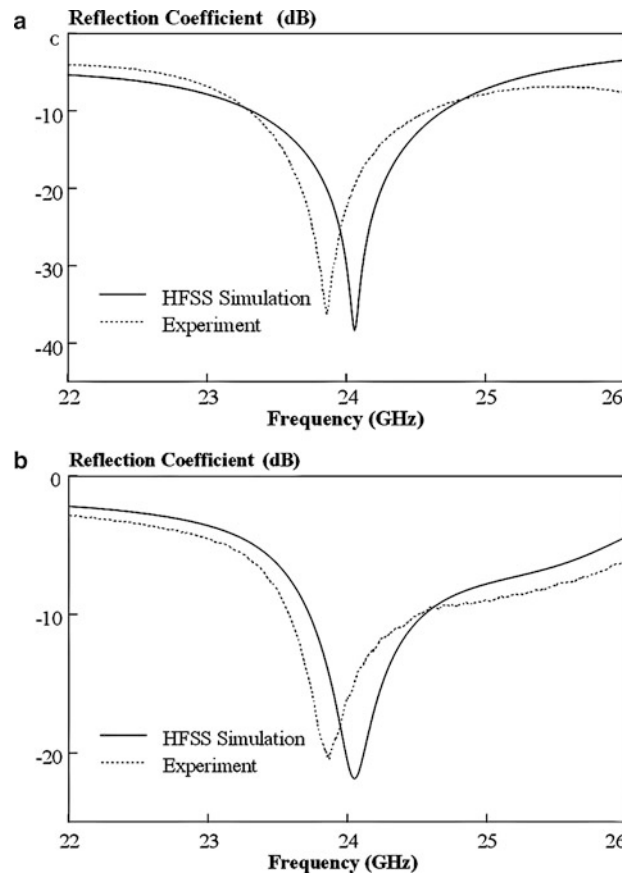 a
Reflection Coefficient (dB)
C
-10
-20
-30
-40
HFSS Simulation
Experiment
22 23 24 25 26
Frequency (GHz)
b
Reflection Coefficient (dB)
0
-10
-20
HFSS Simulation
Experiment
22 23 24 25 26
Frequency (GHz)